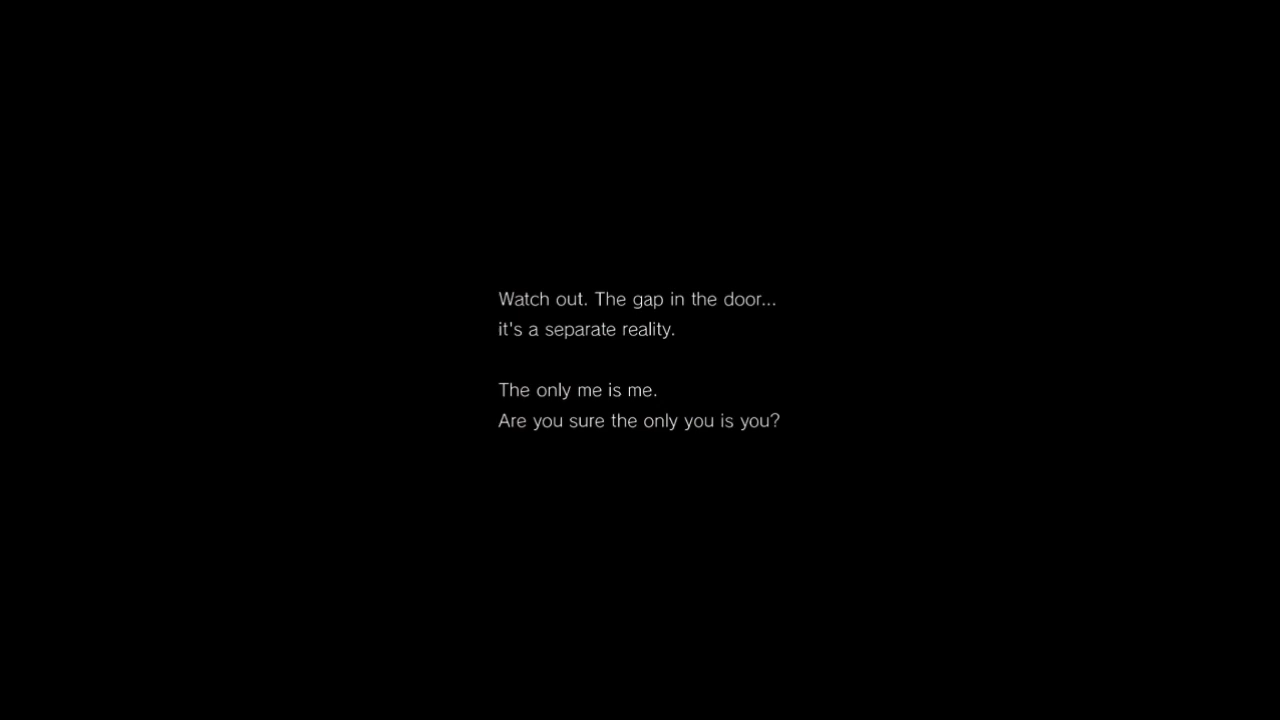 Watch out. The gap in the door...
it's a separate reality.
The only me is me.
Are you sure the only you is you?